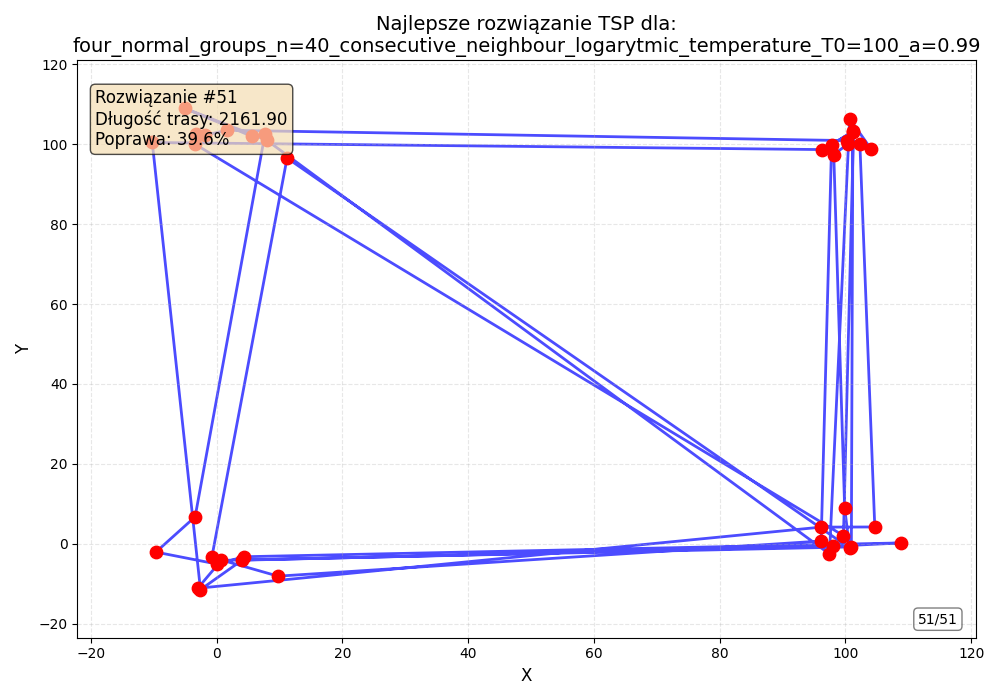 Najlepsze rozwiązanie TSP dla:
four_normal_groups_n=40_consecutive_neighbour_logarytmic_temperature_T0=100_a=0.99
Rozwiązanie #51
Długość trasy: 2161.90
Poprawa: 39.6%
120
100
80
60
40
20
0
−20
Y
51/51
−20
0
20
40
60
80
100
120
X